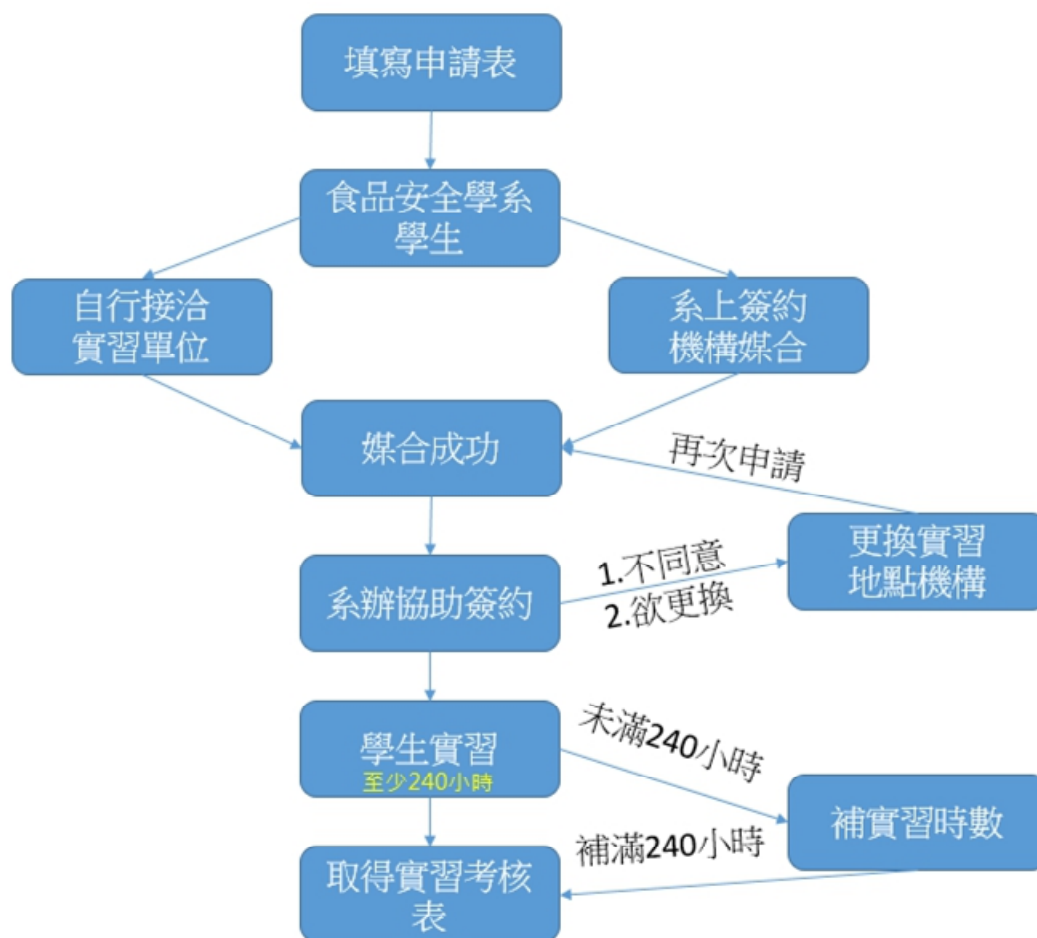 填寫申請表
食品安全學系
學生
自行接洽
實習單位
系上簽約
機構媒合
媒合成功
再次申請
系辦協助簽約
1.不同意
2.欲更換
更換實習
地點機構
學生實習
至少240小時
未滿240小時
補實習時數
補滿240小時
取得實習考核
表